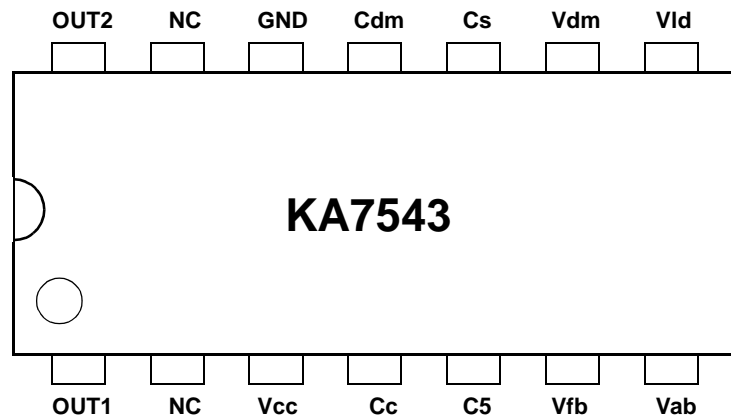 OUT2 NC GND Cdm Cs Vdm Vld
KA7543
OUT1 NC Vcc Cc C5 Vfb Vab